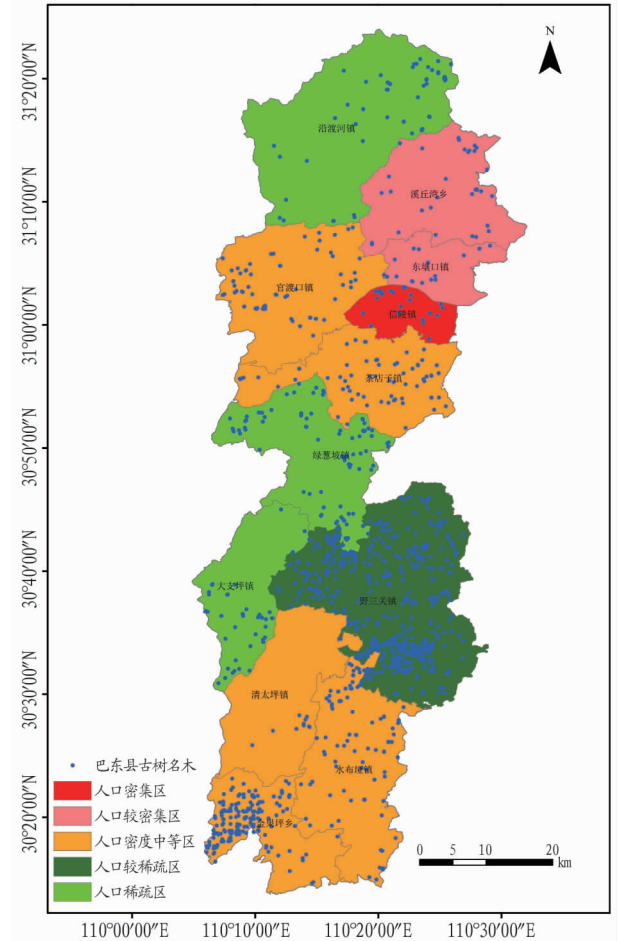 N
31°20′00″N
31°10′00″N
31°00′00″N
30°50′00″N
30°40′00″N
30°30′00″N
30°20′00″N
沿渡河镇
溪丘湾乡
东壤口镇
官渡口镇
信陵镇
茶店子镇
绿葱坡镇
大支坪镇
野三关镇
清太坪镇
水布垭镇
金果坪乡
巴东县古树名木
人口密集区
人口较密集区
人口密度中等区
人口较稀疏区
人口稀疏区
0 5 10 20
km
110°00′00″E 110°10′00″E 110°20′00″E 110°30′00″E